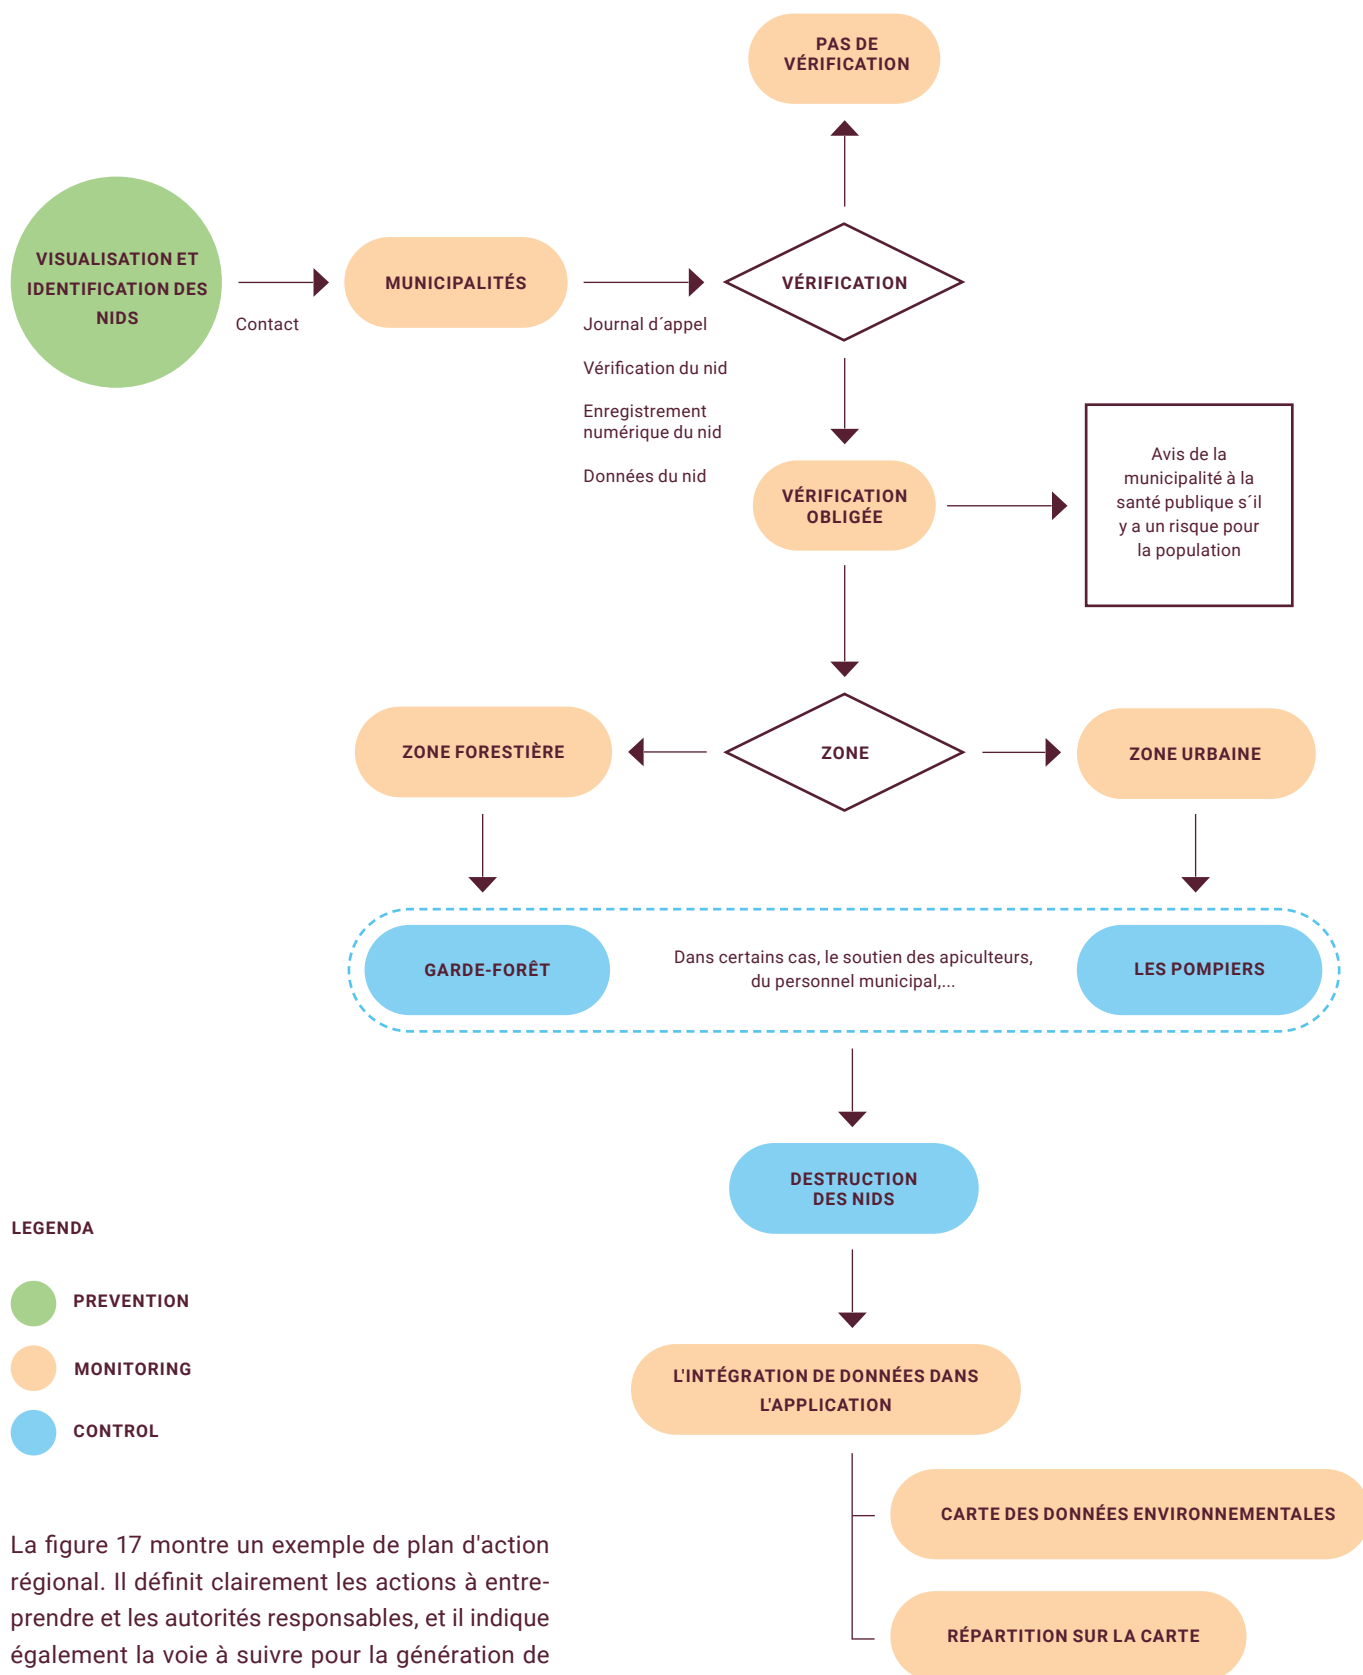 PAS DE
VÉRIFICATION
VISUALISATION ET
IDENTIFICATION DES
NIDS
Contact
MUNICIPALITÉS
Journal d´appel
Vérification du nid
Enregistrement
numérique du nid
Données du nid
VÉRIFICATION
VÉRIFICATION
OBLIGÉE
Avis de la
municipalité à la
santé publique s´il
y a un risque pour
la population
ZONE FORESTIÈRE
ZONE
ZONE URBAINE
GARDE-FORÊT
Dans certains cas, le soutien des apiculteurs,
du personnel municipal,...
LES POMPIERS
DESTRUCTION
DES NIDS
L'INTÉGRATION DE DONNÉES DANS
L'APPLICATION
CARTE DES DONNÉES ENVIRONNEMENTALES
RÉPARTITION SUR LA CARTE
LEGENDA
PREVENTION
MONITORING
CONTROL
La figure 17 montre un exemple de plan d'action
régional. Il définit clairement les actions à entre-
prendre et les autorités responsables, et il indique
également la voie à suivre pour la génération de